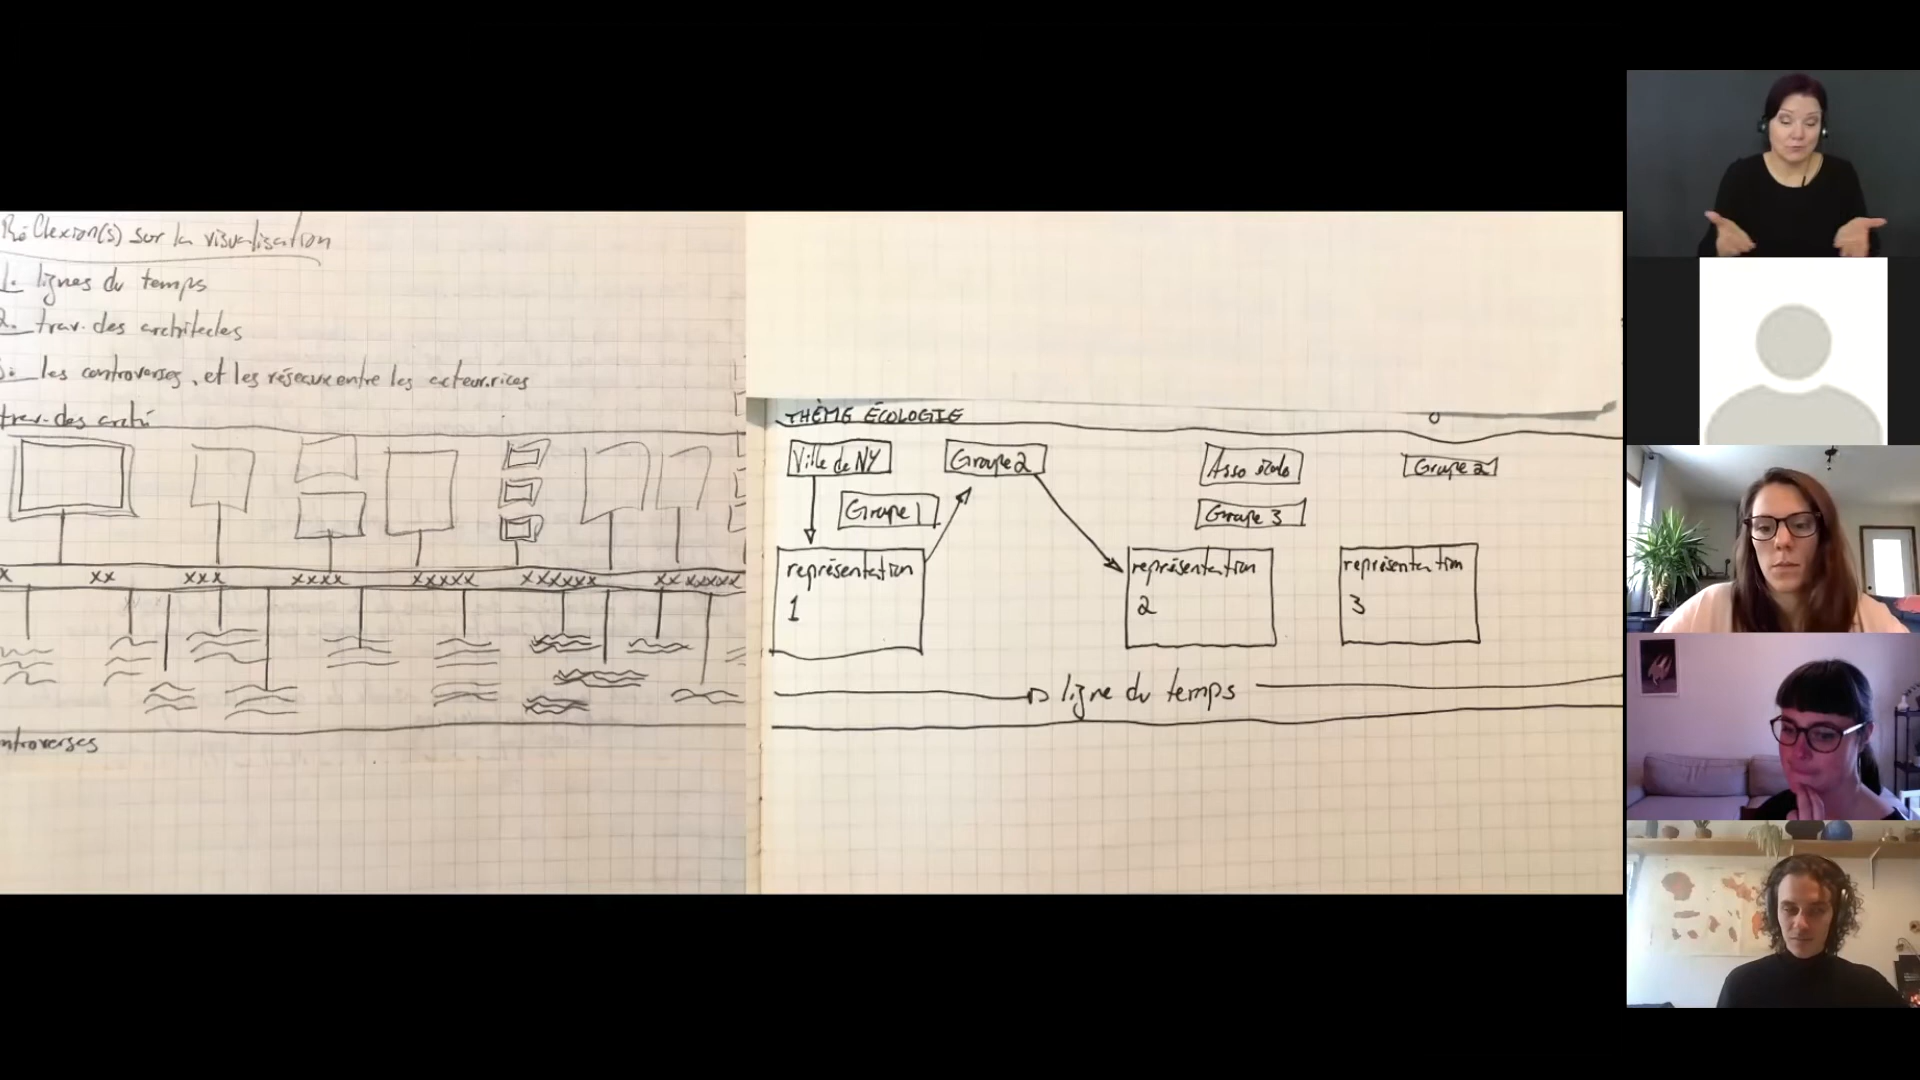 Réflexion(s) sur la visualisation
1. lignes du temps
2. trav. des architectes
3. les controverses, et les réseaux entre les acteur.rices
trav. des archi
x xx xxx xxxx xxxxx xxxxxx xx xxxxx
ntroverses
THÈME ÉCOLOGIE
Ville de NY
Groupe 2
Asso écolo
Groupe 2
Groupe 1
Groupe 3
représentation
1
représentation
2
représentation
3
ligne du temps